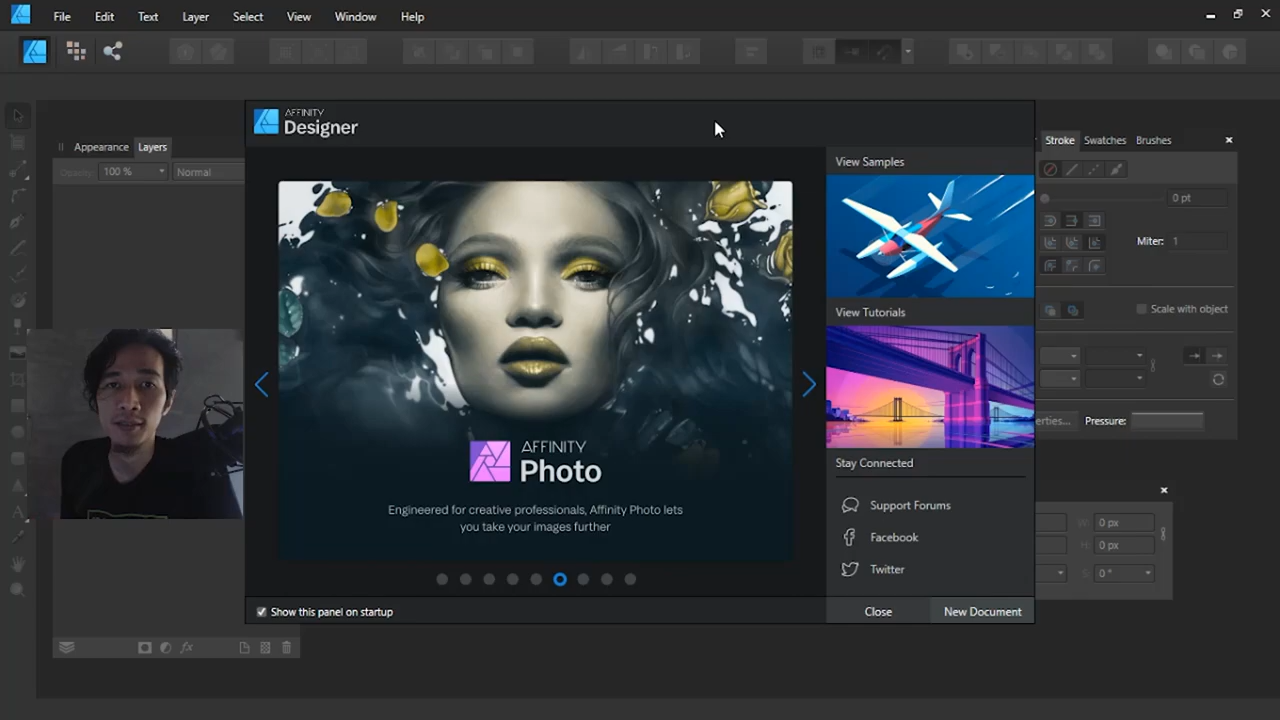 File Edit Text Layer Select View Window Help
AFFINITY
Designer
Appearance Layers
Opacity: 100 % Normal
View Samples
View Tutorials
Stay Connected
Support Forums
Facebook
Twitter
AFFINITY
Photo
Engineered for creative professionals, Affinity Photo lets
you take your images further
Show this panel on startup
Close New Document
Stroke Swatches Brushes
0 pt
Miter: 1
Scale with object
Pressure:
W: 0 px
H: 0 px
S: 0 °